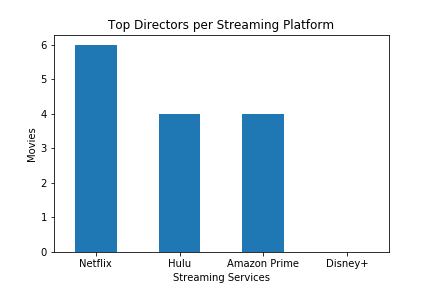 Top Directors per Streaming Platform
6
5
4
3
2
1
0
Movies
Netflix Hulu Amazon Prime Disney+
Streaming Services